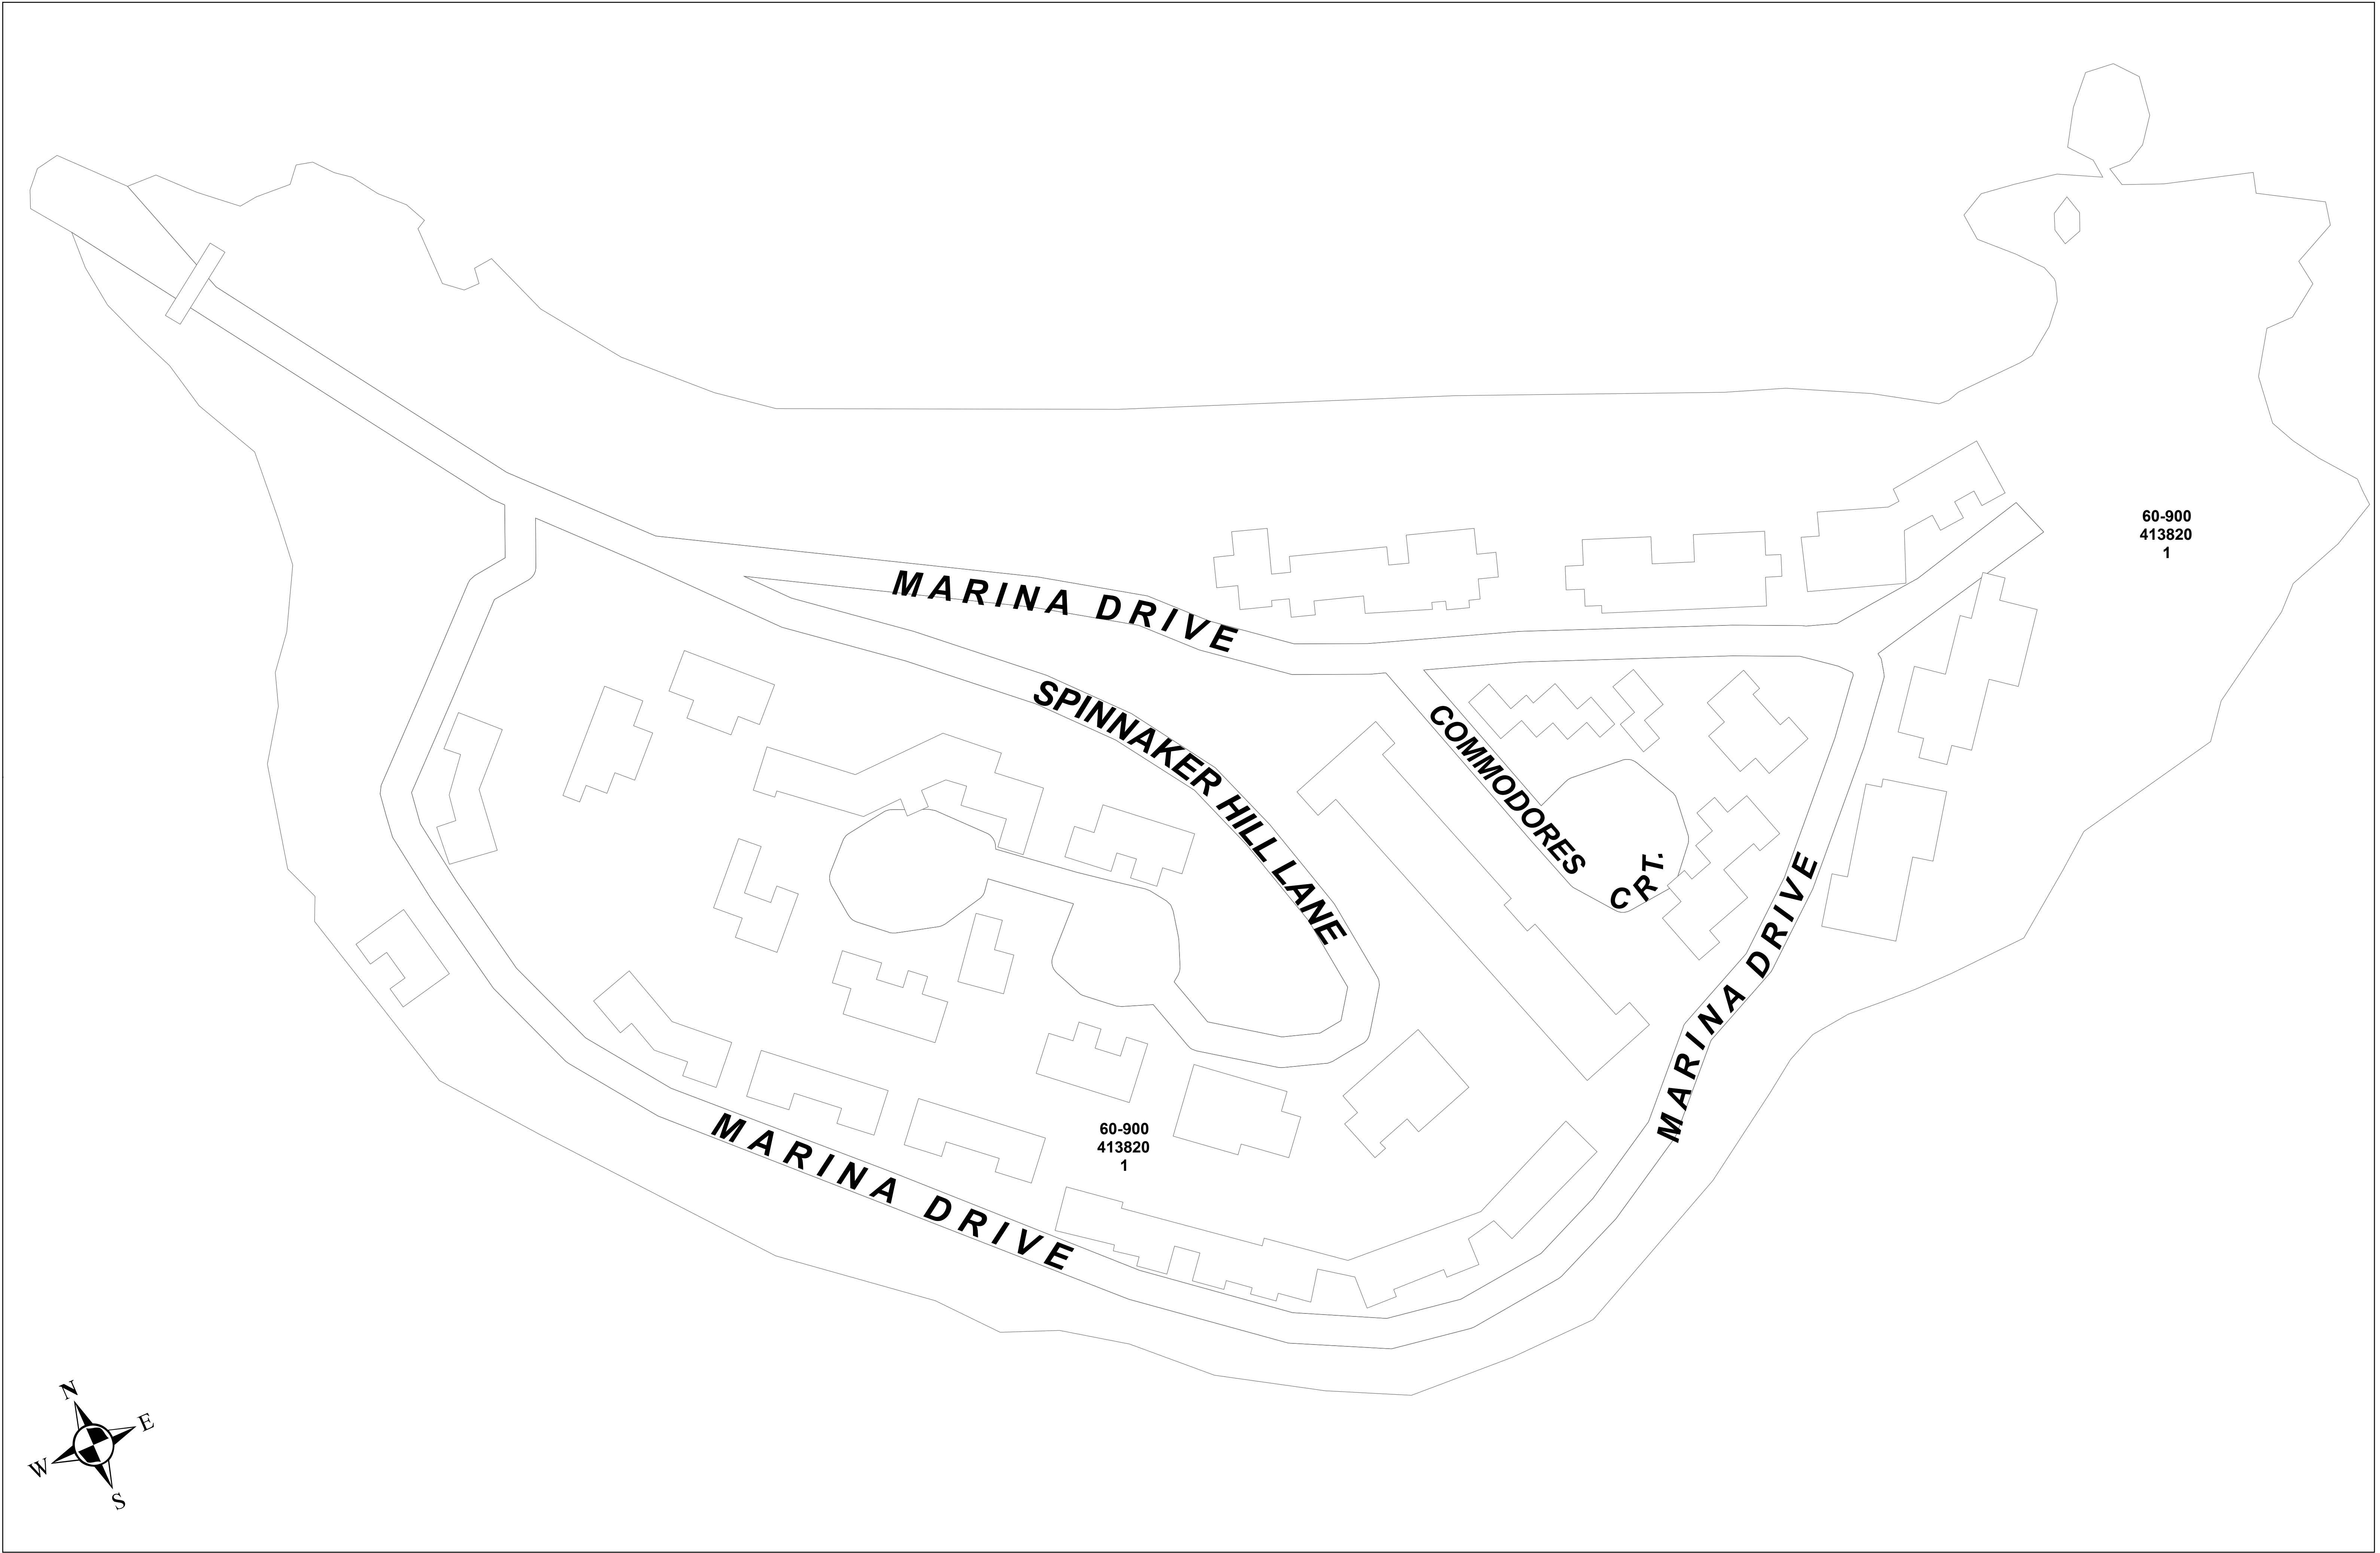 60-900
413820
1
MARINA DRIVE
SPINNAKER HILL LANE
COMMODORES CRT.
MARINA DRIVE
60-900
413820
1
MARINA DRIVE
N
E
W
S